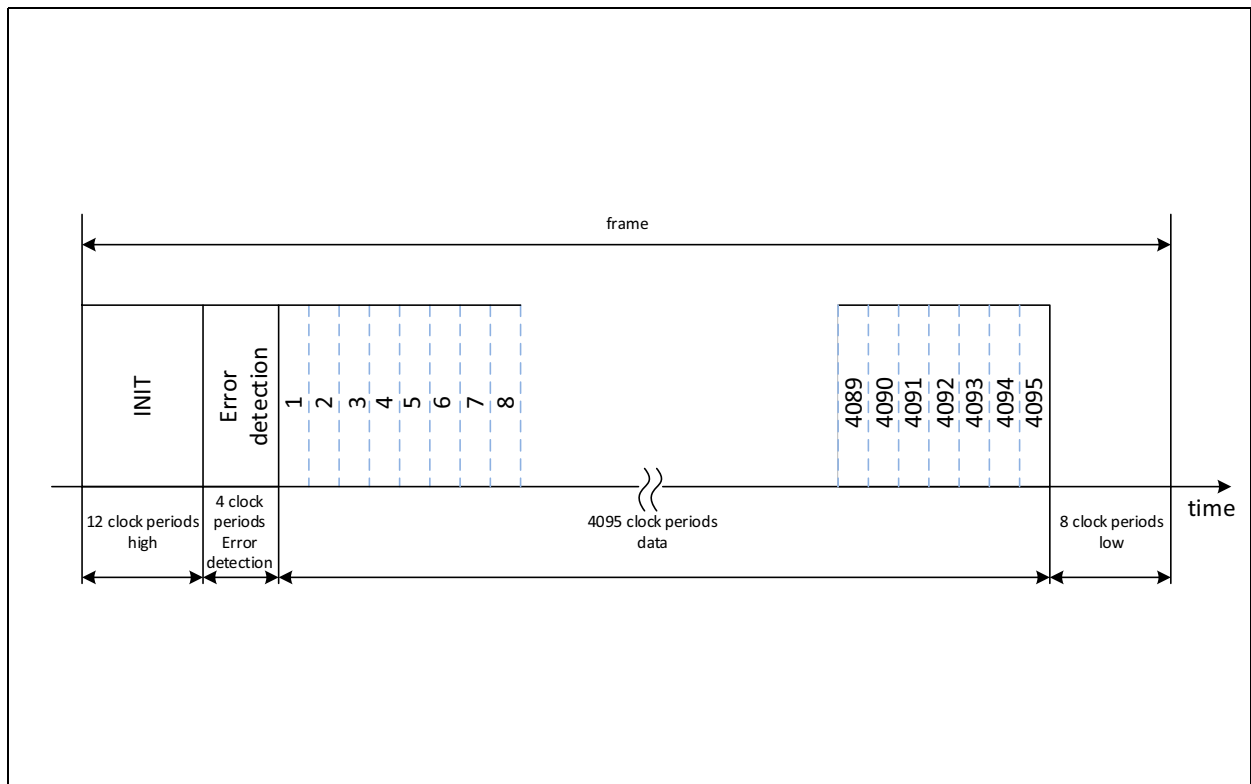 frame
INIT
Error
detection
1
2
3
4
5
6
7
8
4089
4090
4091
4092
4093
4094
4095
time
12 clock periods
high
4 clock
periods
Error
detection
4095 clock periods
data
8 clock periods
low